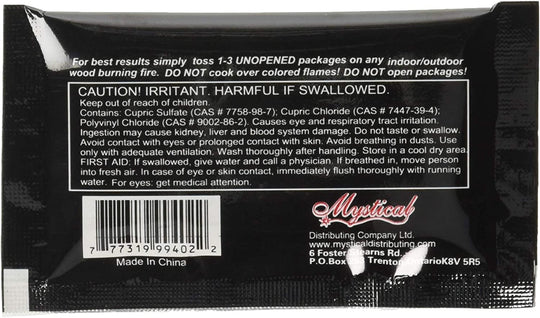 For best results simply toss 1-3 UNOPENED packages on any indoor/outdoor
wood burning fire. DO NOT cook over colored flames! DO NOT open packages!
CAUTION! IRRITANT. HARMFUL IF SWALLOWED.
Keep out of reach of children.
Contains: Cupric Sulfate (CAS # 7758-98-7); Cupric Chloride (CAS # 7447-39-4);
Polyvinyl Chloride (CAS # 9002-86-2). Causes eye and respiratory tract irritation.
Ingestion may cause kidney, liver and blood system damage. Do not taste or swallow.
Avoid contact with eyes or prolonged contact with skin. Avoid breathing in dusts. Use
only with adequate ventilation. Wash thoroughly after handling. Store in a cool dry area.
FIRST AID: If swallowed, give water and call a physician. If breathed in, move person
into fresh air. In case of eye or skin contact, immediately flush thoroughly with running
water. For eyes: get medical attention.
Mystical
Distributing Company Ltd.
www.mysticaldistributing.com
6 Foster Stearns Rd.
P.O.Box Trenton, OntarioK8V 5R5
7 77319 99402 2
Made In China